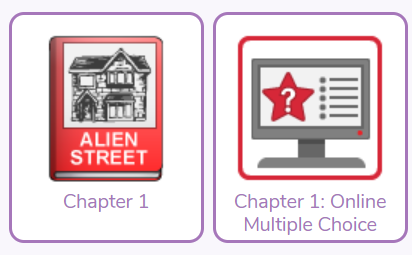 ALIEN
STREET
Chapter 1
?
Chapter 1: Online
Multiple Choice